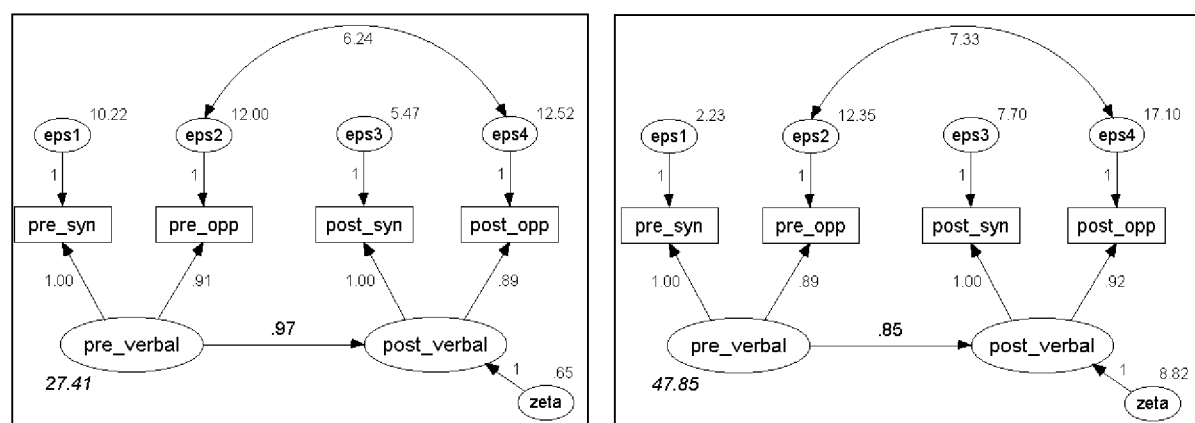 6.24
10.22 12.00 5.47 12.52
eps1 eps2 eps3 eps4
1 1 1 1
pre_syn pre_opp post_syn post_opp
1.00 .91 1.00 .89
.97
pre_verbal post_verbal
27.41 1 .65
zeta
7.33
2.23 12.35 7.70 17.10
eps1 eps2 eps3 eps4
1 1 1 1
pre_syn pre_opp post_syn post_opp
1.00 .89 1.00 .92
.85
pre_verbal post_verbal
47.85 1 8.82
zeta